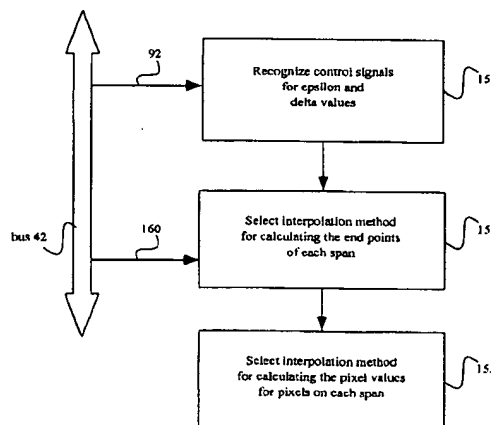 92
Recognize control signals
for epsilon and
delta values
15
bus 42
160
Select interpolation method
for calculating the end points
of each span
15
Select interpolation method
for calculating the pixel values
for pixels on each span
15